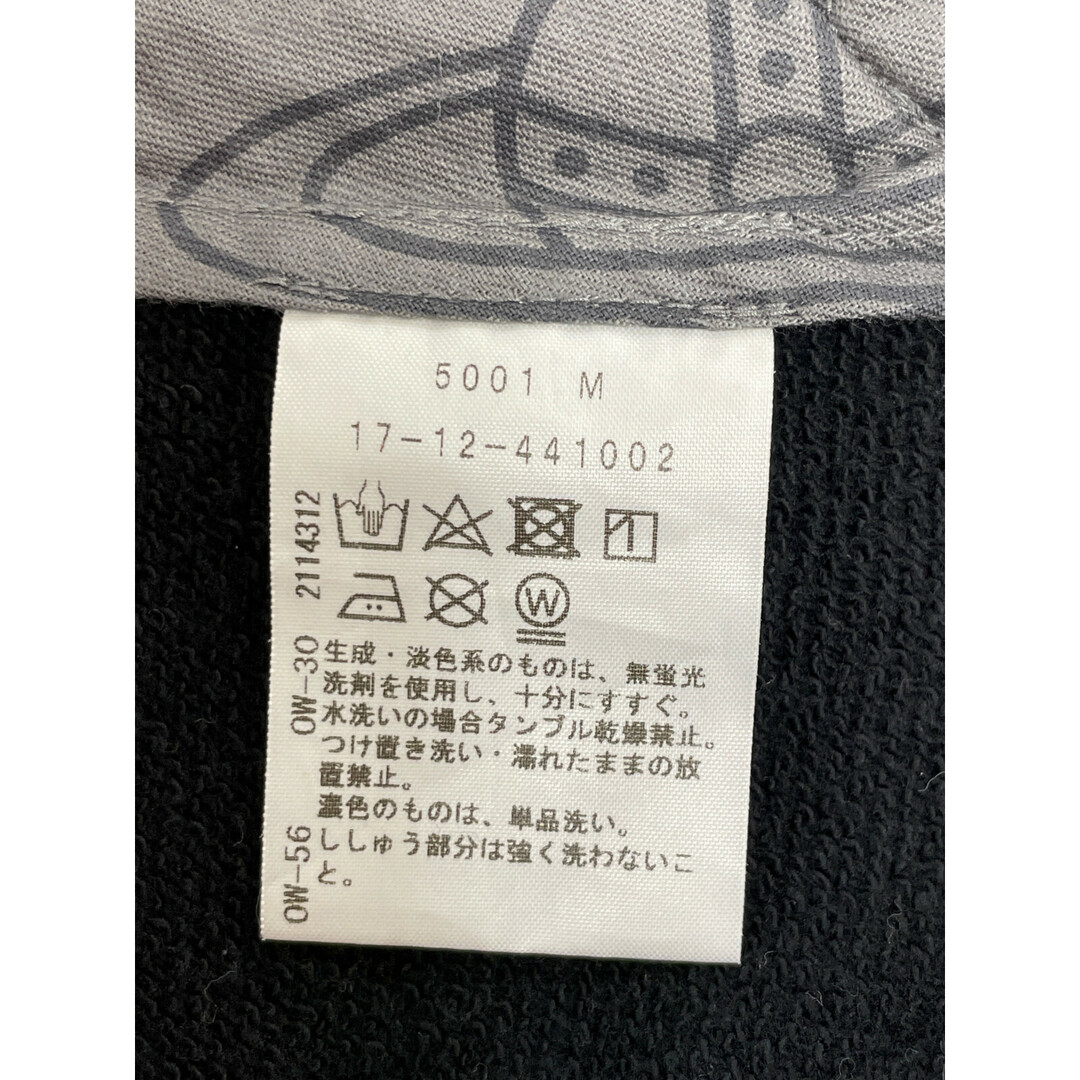 5001 M
17-12-441002
W
生成・淡色系のものは、無蛍光
洗剤を使用し、十分にすすぐ。
水洗いの場合タンブル乾燥禁止。
つけ置き洗い・濡れたままの放
置禁止。
濃色のものは、単品洗い。
ししゅう部分は強く洗わないこ
と。
OW-56 OW-30 2114312